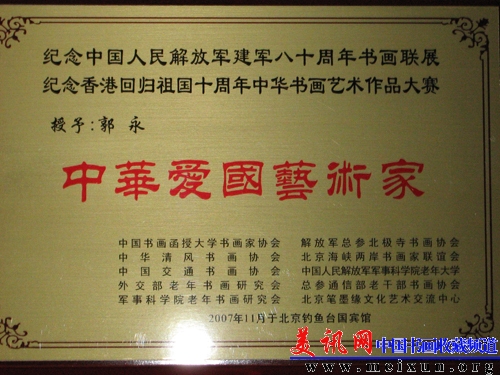 纪念中国人民解放军建军八十周年书画联展
纪念香港回归祖国十周年中华书画艺术作品大赛
授予：郭 永
中華愛國藝術家
中国书画函授大学书画家协会 解放军总参北极寺书画协会
中华清风书画协会 北京海峡两岸书画家联谊会
中国交通书画协会 中国人民解放军军事科学院老年大学
外交部老年书画研究会 总参通信部老干部书画协会
军事科学院老年书画研究会 北京笔墨缘文化艺术交流中心
2007年11月于北京钓鱼台国宾馆
美讯网 中国书画收藏频道
www.meixun.org